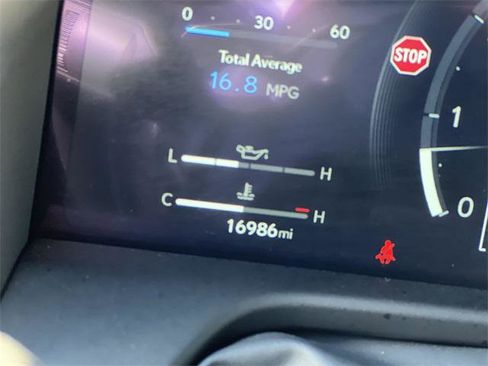 0 30 60
STOP
Total Average
16.8 MPG
1
L H
0
C H
16986mi